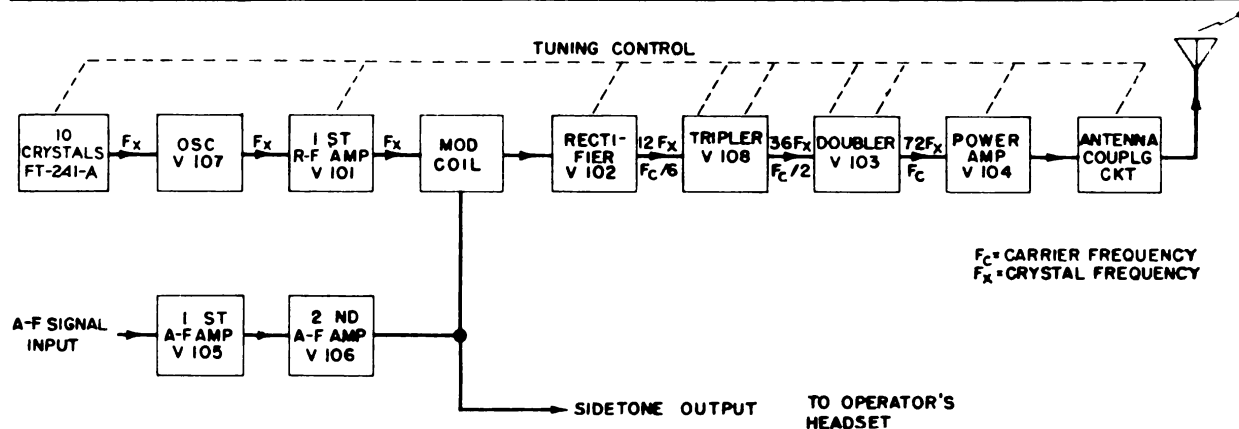 TUNING CONTROL
10
CRYSTALS
FT-241-A
FX
OSC
V 107
FX
1 ST
R-F AMP
V 101
FX
MOD
COIL
RECTI-
FIER
V 102
12FX
FC/6
TRIPLER
V 108
36FX
FC/2
DOUBLER
V 103
72FX
FC
POWER
AMP
V 104
ANTENNA
COUPLG
CKT
FC=CARRIER FREQUENCY
FX=CRYSTAL FREQUENCY
A-F SIGNAL
INPUT
1 ST
A-F AMP
V 105
2 ND
A-F AMP
V 106
SIDETONE OUTPUT
TO OPERATOR'S
HEADSET